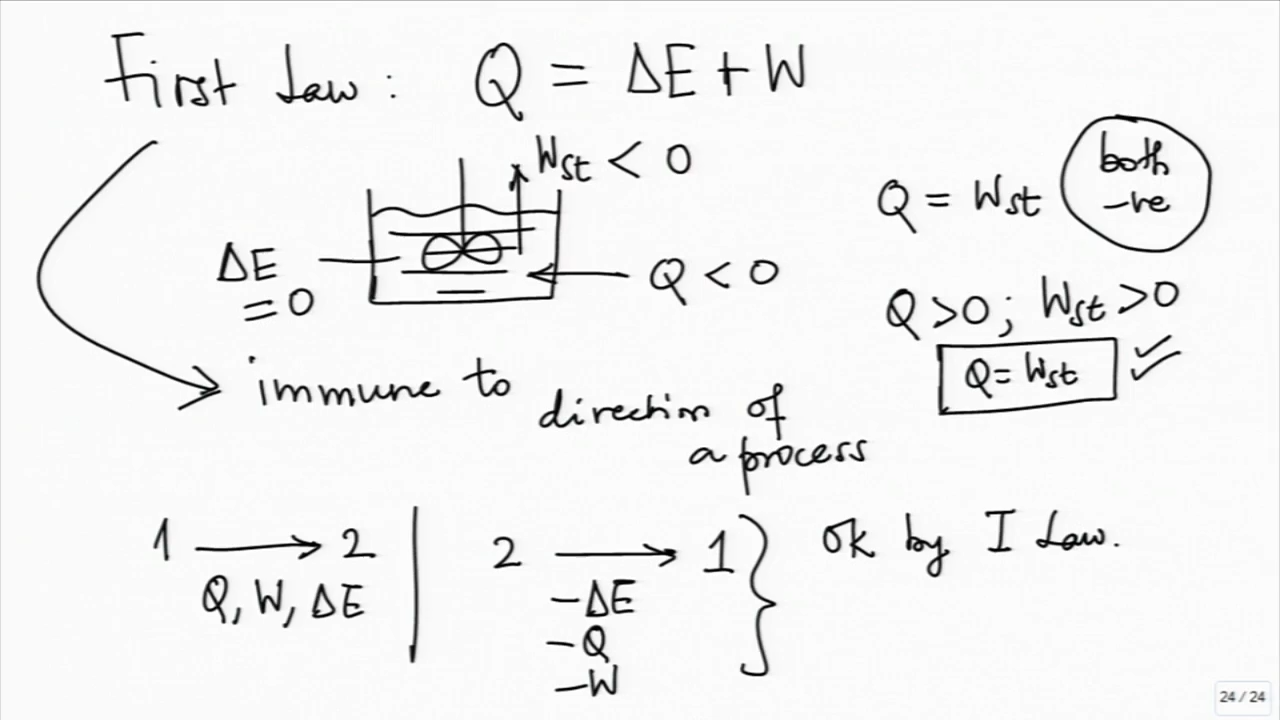 First Law: Q = ΔE + W
W_st < 0
both
-ve
Q = W_st
ΔE
= 0
Q < 0
Q > 0; W_st > 0
Q = W_st
immune to
direction of
a process
1 → 2
Q, W, ΔE
2 → 1
-ΔE
-Q
-W
ok by I Law.
24 / 24